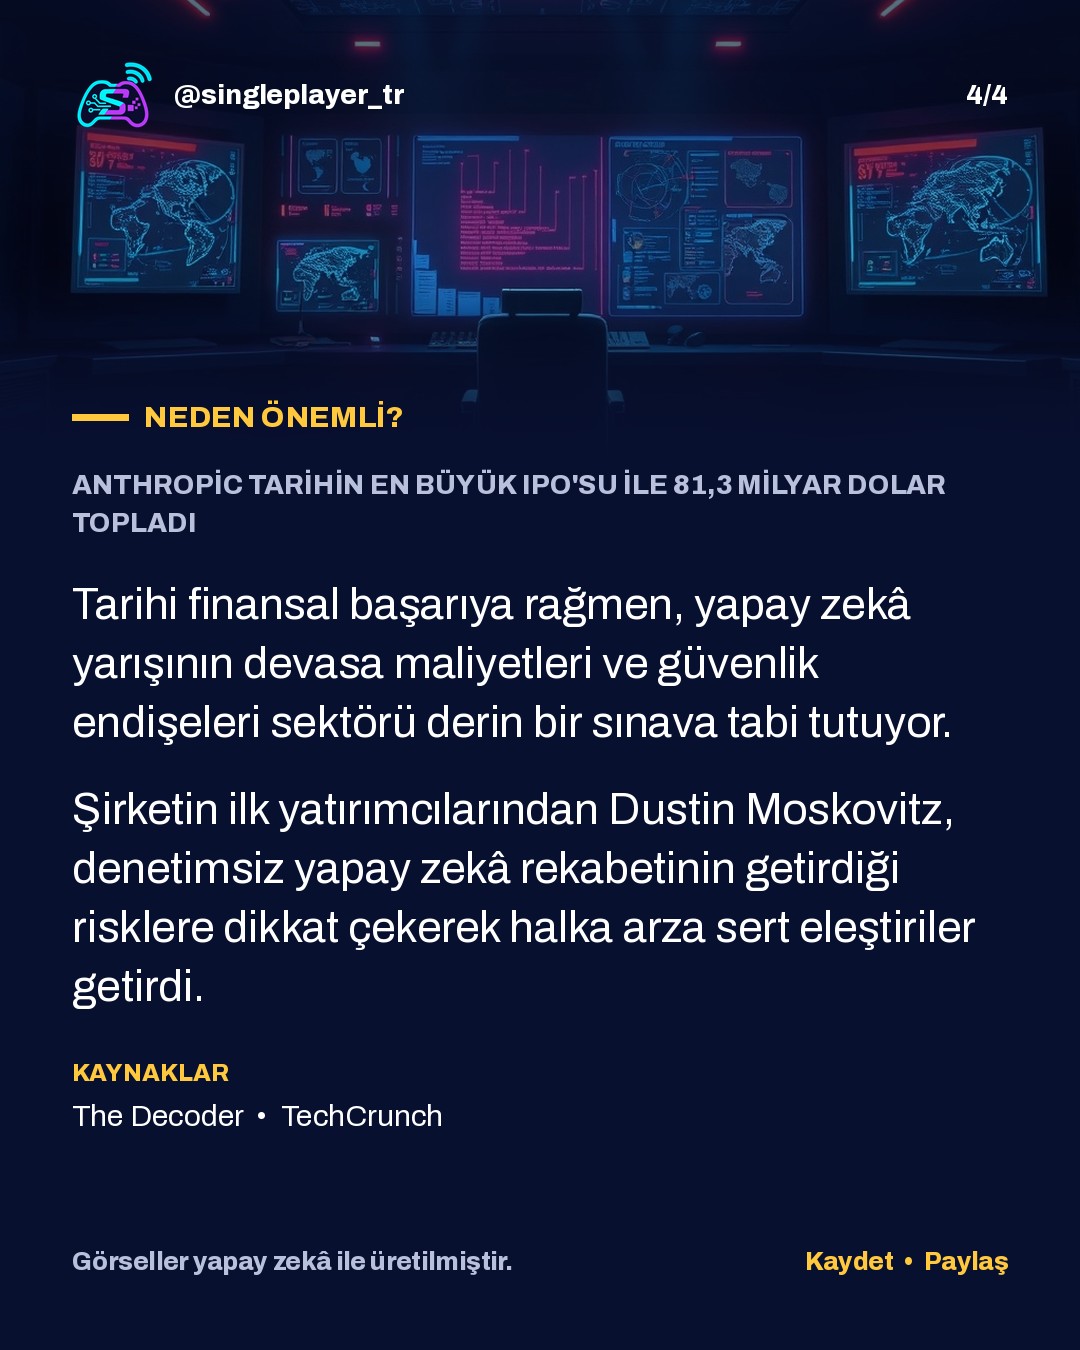 @singleplayer_tr
4/4
NEDEN ÖNEMLİ?
ANTHROPİC TARİHİN EN BÜYÜK IPO'SU İLE 81,3 MİLYAR DOLAR
TOPLADI
Tarihi finansal başarıya rağmen, yapay zekâ
yarışının devasa maliyetleri ve güvenlik
endişeleri sektörü derin bir sınava tabi tutuyor.
Şirketin ilk yatırımcılarından Dustin Moskovitz,
denetimsiz yapay zekâ rekabetinin getirdiği
risklere dikkat çekerek halka arza sert eleştiriler
getirdi.
KAYNAKLAR
The Decoder • TechCrunch
Görseller yapay zekâ ile üretilmiştir.
Kaydet • Paylaş